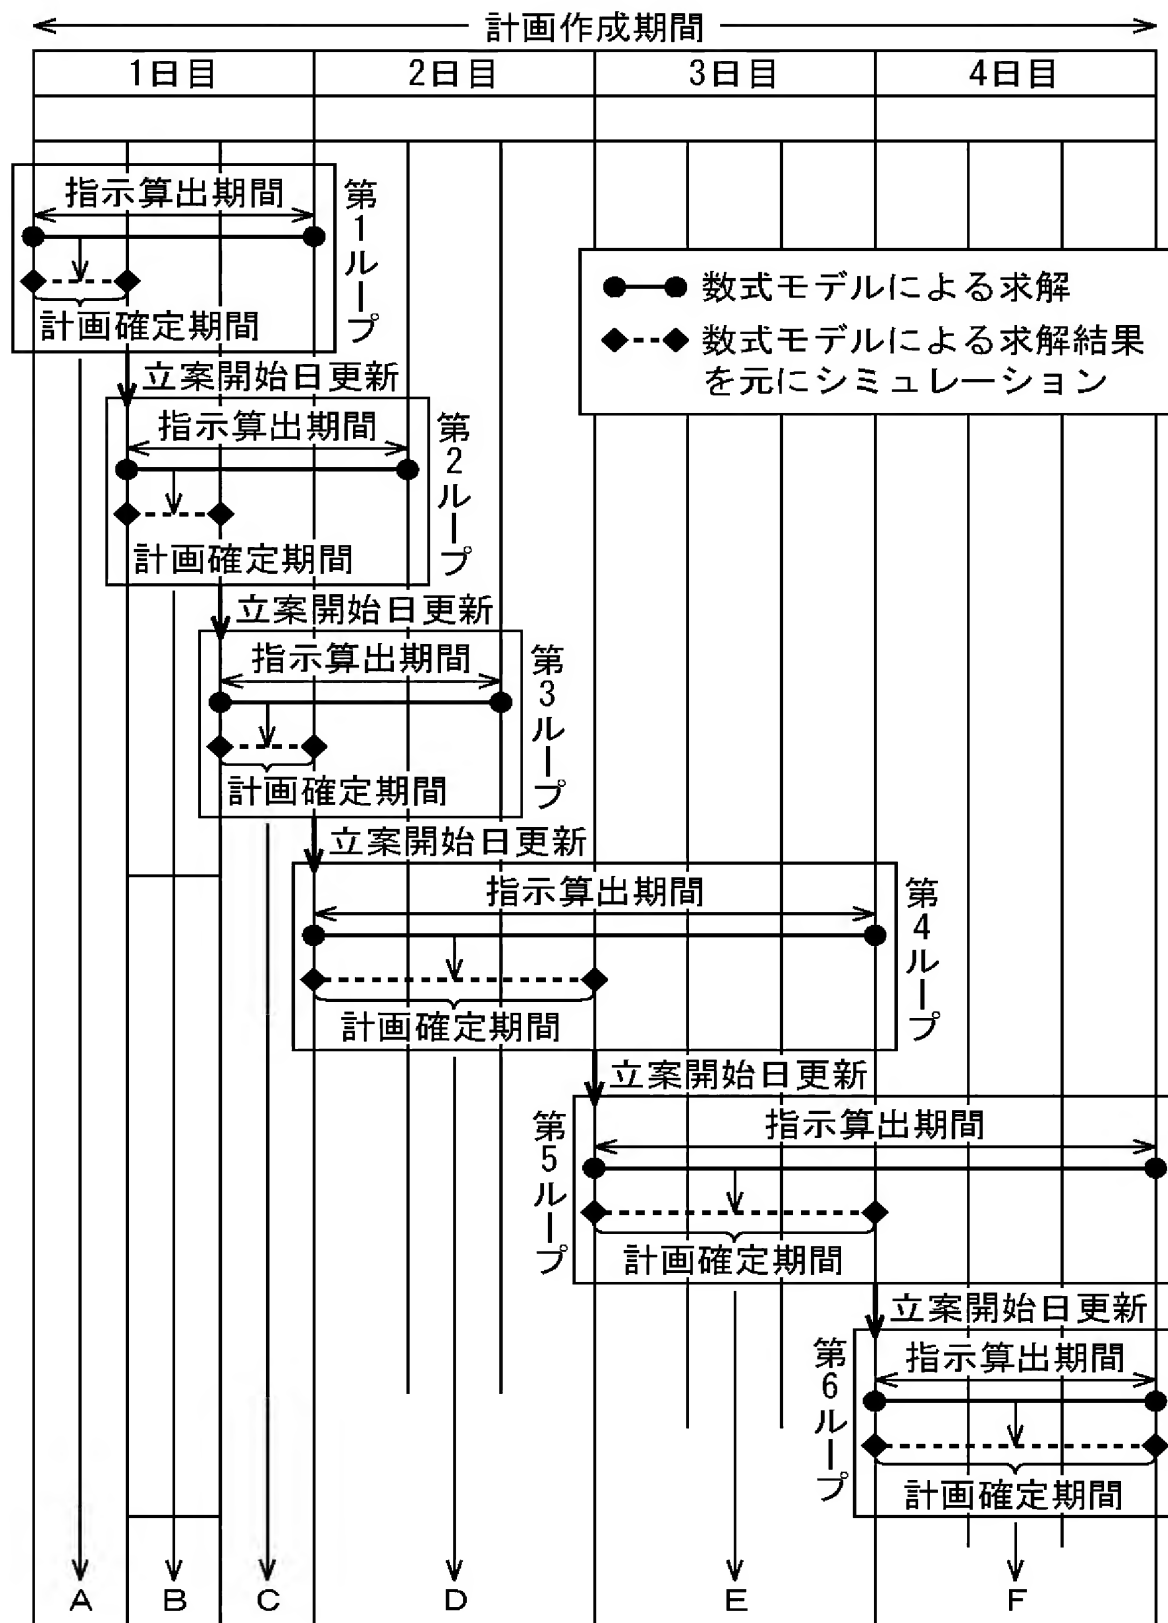 計画作成期間
1日目 2日目 3日目 4日目
指示算出期間
第1ループ
計画確定期間
数式モデルによる求解
数式モデルによる求解結果
を元にシミュレーション
立案開始日更新
指示算出期間
第2ループ
計画確定期間
立案開始日更新
指示算出期間
第3ループ
計画確定期間
立案開始日更新
指示算出期間
第4ループ
計画確定期間
立案開始日更新
第5ループ
指示算出期間
計画確定期間
立案開始日更新
第6ループ
指示算出期間
計画確定期間
A B C D E F